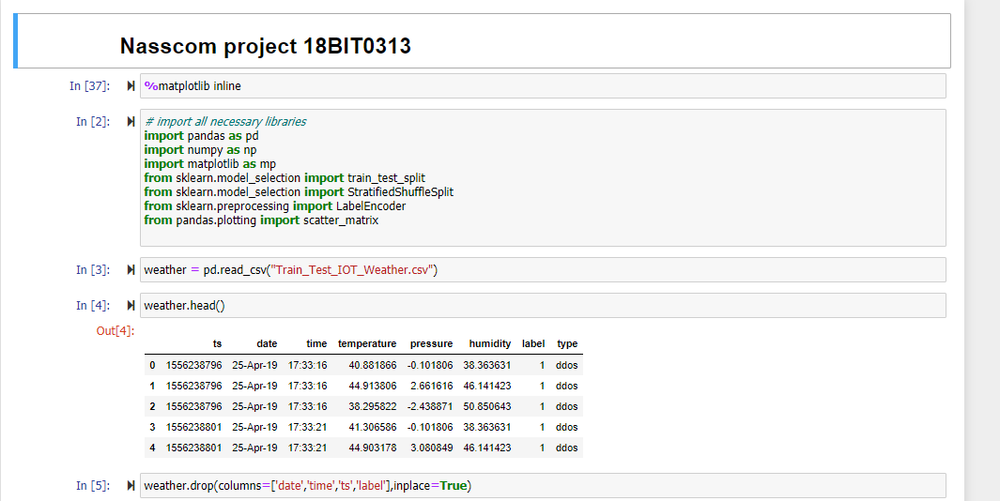 Nasscom project 18BIT0313
In [37]: %matplotlib inline
In [2]: # import all necessary libraries
import pandas as pd
import numpy as np
import matplotlib as mp
from sklearn.model_selection import train_test_split
from sklearn.model_selection import StratifiedShuffleSplit
from sklearn.preprocessing import LabelEncoder
from pandas.plotting import scatter_matrix
In [3]: weather = pd.read_csv("Train_Test_IOT_Weather.csv")
In [4]: weather.head()
Out[4]:
ts date time temperature pressure humidity label type
0 1556238796 25-Apr-19 17:33:16 40.881866 -0.101806 38.363631 1 ddos
1 1556238796 25-Apr-19 17:33:16 44.913806 2.661616 46.141423 1 ddos
2 1556238796 25-Apr-19 17:33:16 38.295822 -2.438871 50.850643 1 ddos
3 1556238801 25-Apr-19 17:33:21 41.306586 -0.101806 38.363631 1 ddos
4 1556238801 25-Apr-19 17:33:21 44.903178 3.080849 46.141423 1 ddos
In [5]: weather.drop(columns=['date','time','ts','label'],inplace=True)